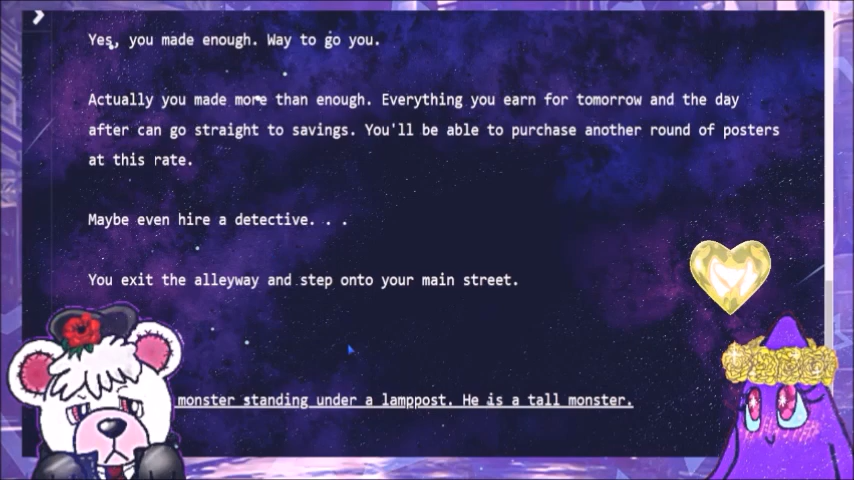 Yes, you made enough. Way to go you.
Actually you made more than enough. Everything you earn for tomorrow and the day
after can go straight to savings. You'll be able to purchase another round of posters
at this rate.
Maybe even hire a detective. . .
You exit the alleyway and step onto your main street.
monster standing under a lamppost. He is a tall monster.